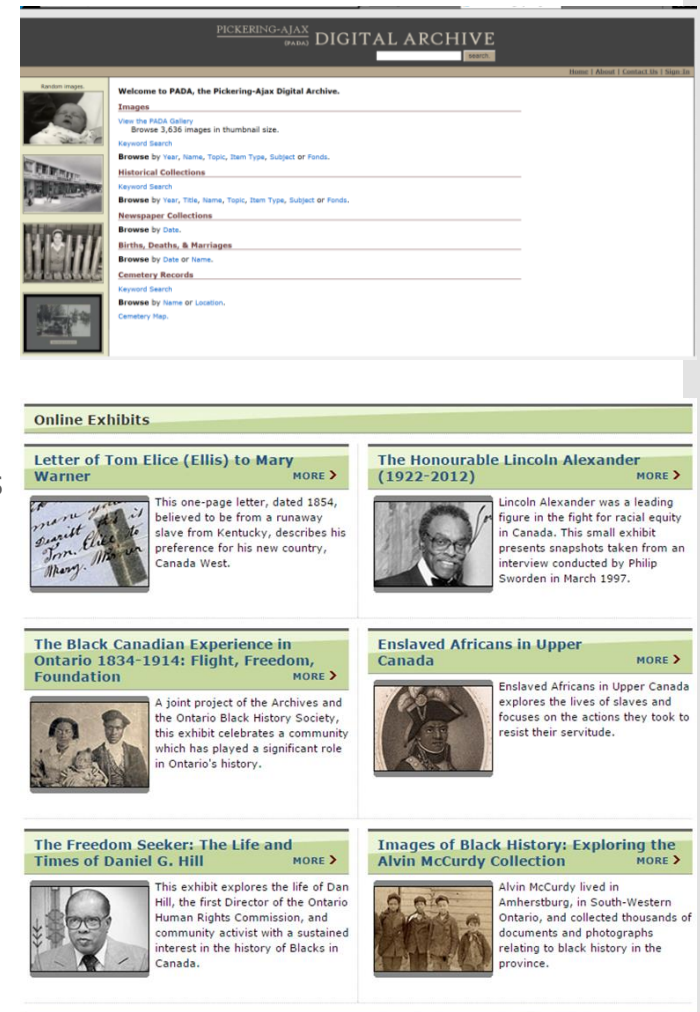 PICKERING-AJAX
[PADA] DIGITAL ARCHIVE
search
Home | About | Contact Us | Sign In
Random images
Welcome to PADA, the Pickering-Ajax Digital Archive.
Images
View the PADA Gallery
Browse 3,636 images in thumbnail size.
Keyword Search
Browse by Year, Name, Topic, Item Type, Subject or Fonds.
Historical Collections
Keyword Search
Browse by Year, Title, Name, Topic, Item Type, Subject or Fonds.
Newspaper Collections
Browse by Date.
Births, Deaths, & Marriages
Browse by Date or Name.
Cemetery Records
Keyword Search
Browse by Name or Location.
Cemetery Map.
Online Exhibits
Letter of Tom Elice (Ellis) to Mary
Warner
MORE
This one-page letter, dated 1854,
believed to be from a runaway
slave from Kentucky, describes his
preference for his new country,
Canada West.
The Honourable Lincoln Alexander
(1922-2012)
MORE
Lincoln Alexander was a leading
figure in the fight for racial equity
in Canada. This small exhibit
presents snapshots taken from an
interview conducted by Philip
Sworden in March 1997.
The Black Canadian Experience in
Ontario 1834-1914: Flight, Freedom,
Foundation
MORE
A joint project of the Archives and
the Ontario Black History Society,
this exhibit celebrates a community
which has played a significant role
in Ontario's history.
Enslaved Africans in Upper
Canada
MORE
Enslaved Africans in Upper Canada
explores the lives of slaves and
focuses on the actions they took to
resist their servitude.
The Freedom Seeker: The Life and
Times of Daniel G. Hill
MORE
This exhibit explores the life of Dan
Hill, the first Director of the Ontario
Human Rights Commission, and
community activist with a sustained
interest in the history of Blacks in
Canada.
Images of Black History: Exploring the
Alvin McCurdy Collection
MORE
Alvin McCurdy lived in
Amherstburg, in South-Western
Ontario, and collected thousands of
documents and photographs
relating to black history in the
province.